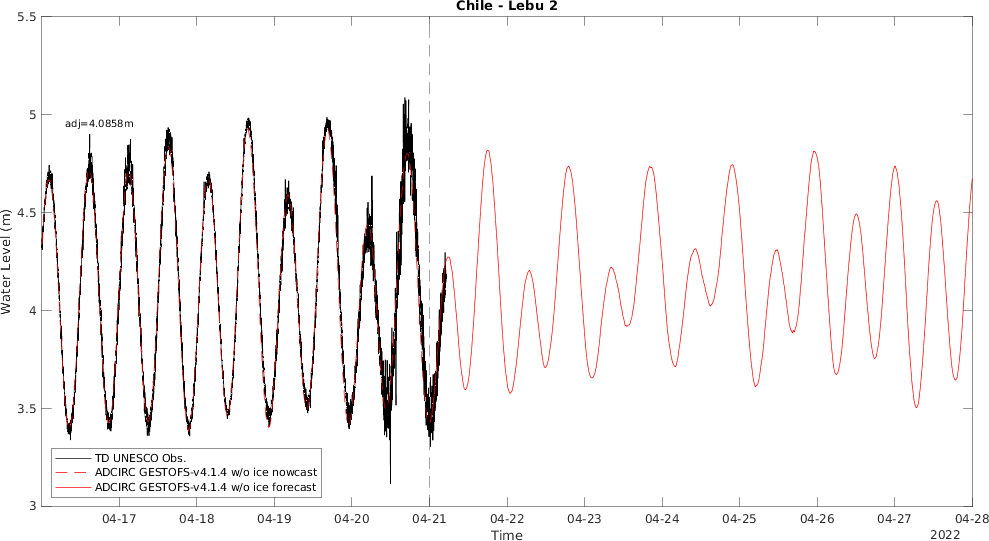 Chile - Lebu 2
5.5
5
4.5
4
3.5
3
Water Level (m)
adj=4.0858m
TD UNESCO Obs.
ADCIRC GESTOFS-v4.1.4 w/o ice nowcast
ADCIRC GESTOFS-v4.1.4 w/o ice forecast
04-17 04-18 04-19 04-20 04-21 04-22 04-23 04-24 04-25 04-26 04-27 04-28
Time
2022